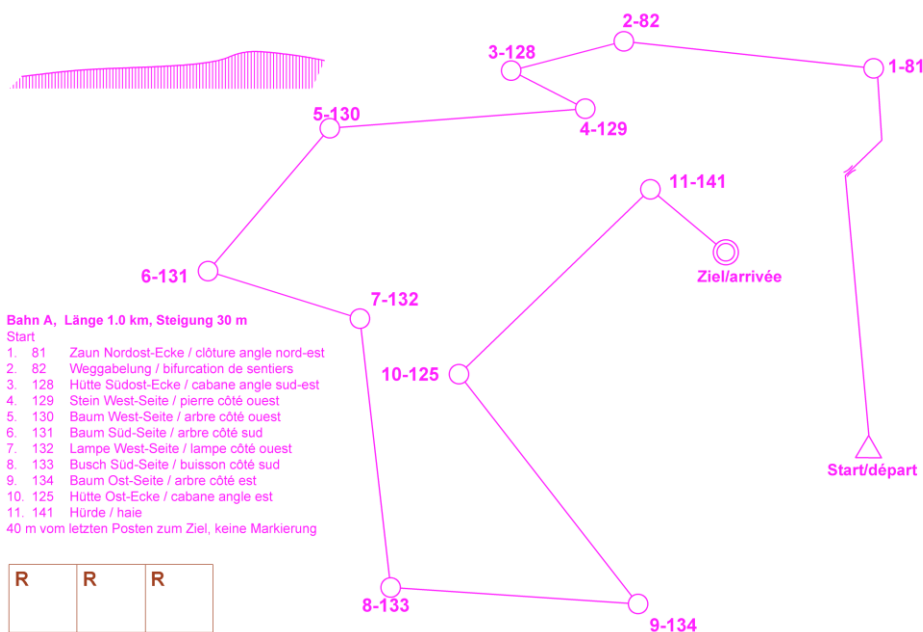 2-82
3-128
1-81
5-130
4-129
11-141
6-131
Ziel/arrivée
7-132
Bahn A, Länge 1.0 km, Steigung 30 m
Start
1. 81 Zaun Nordost-Ecke / clôture angle nord-est
2. 82 Weggabelung / bifurcation de sentiers
3. 128 Hütte Südost-Ecke / cabane angle sud-est
4. 129 Stein West-Seite / pierre côté ouest
5. 130 Baum West-Seite / arbre côté ouest
6. 131 Baum Süd-Seite / arbre côté sud
7. 132 Lampe West-Seite / lampe côté ouest
8. 133 Busch Süd-Seite / buisson côté sud
9. 134 Baum Ost-Seite / arbre côté est
10. 125 Hütte Ost-Ecke / cabane angle est
11. 141 Hürde / haie
40 m vom letzten Posten zum Ziel, keine Markierung
10-125
Start/départ
R R R
8-133
9-134